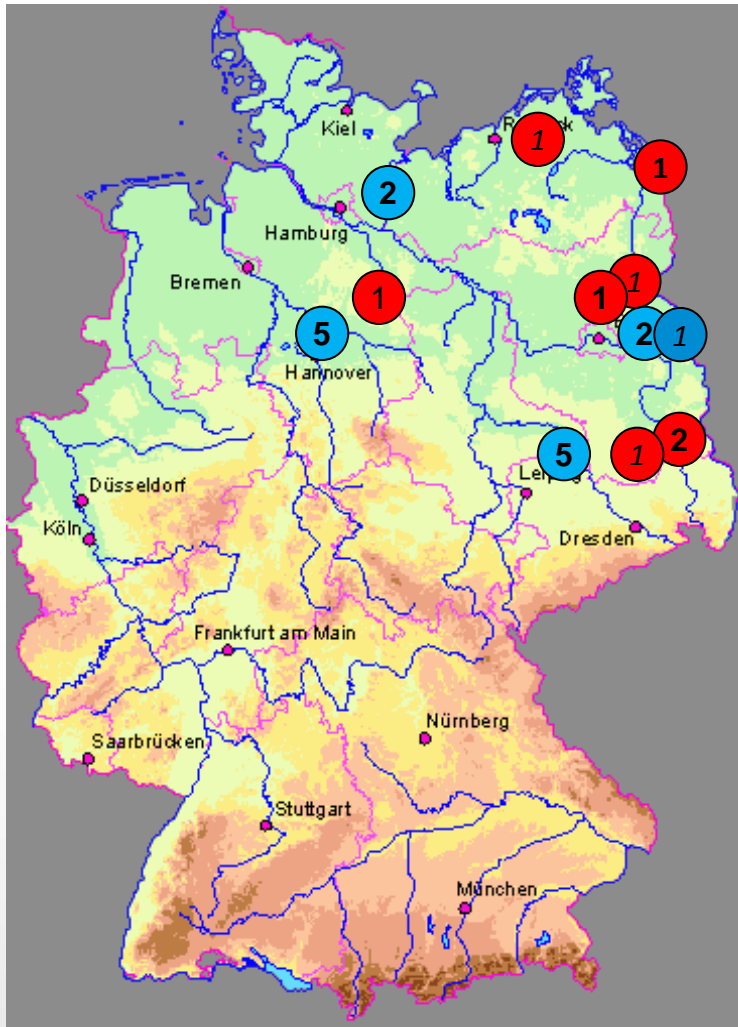 Kiel
1
1
2
Hamburg
Bremen
1
1
1
5
2
1
Hannover
5
1
2
Düsseldorf
Köln
Dresden
Frankfurt am Main
Nürnberg
Saarbrücken
Stuttgart
München